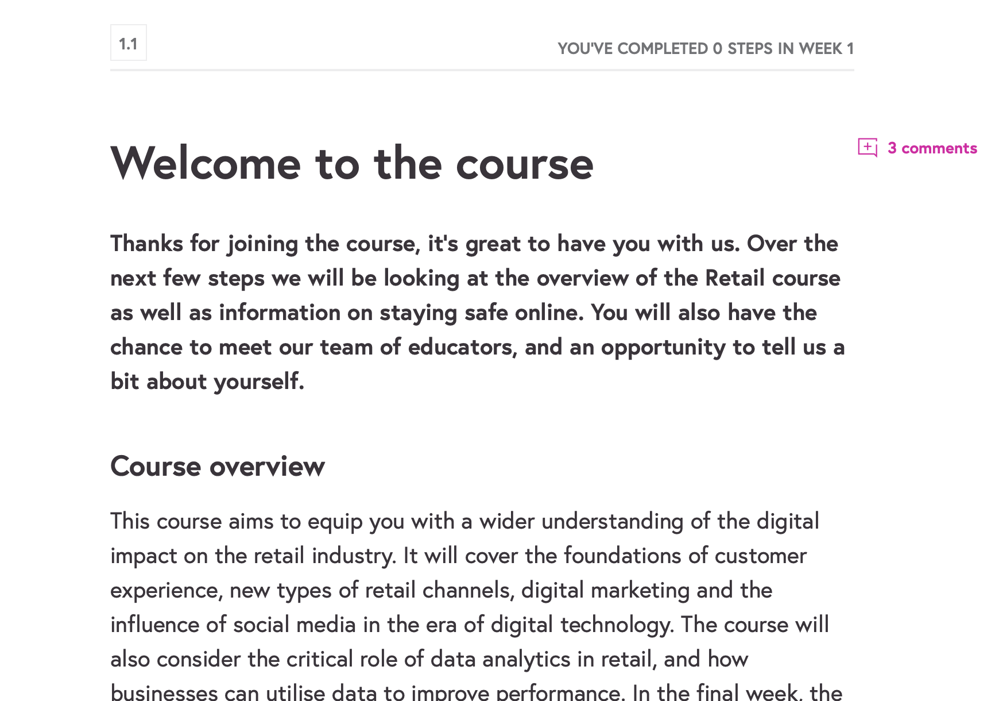 1.1
YOU'VE COMPLETED 0 STEPS IN WEEK 1
Welcome to the course
3 comments
Thanks for joining the course, it's great to have you with us. Over the
next few steps we will be looking at the overview of the Retail course
as well as information on staying safe online. You will also have the
chance to meet our team of educators, and an opportunity to tell us a
bit about yourself.
Course overview
This course aims to equip you with a wider understanding of the digital
impact on the retail industry. It will cover the foundations of customer
experience, new types of retail channels, digital marketing and the
influence of social media in the era of digital technology. The course will
also consider the critical role of data analytics in retail, and how
businesses can utilise data to improve performance. In the final week, the